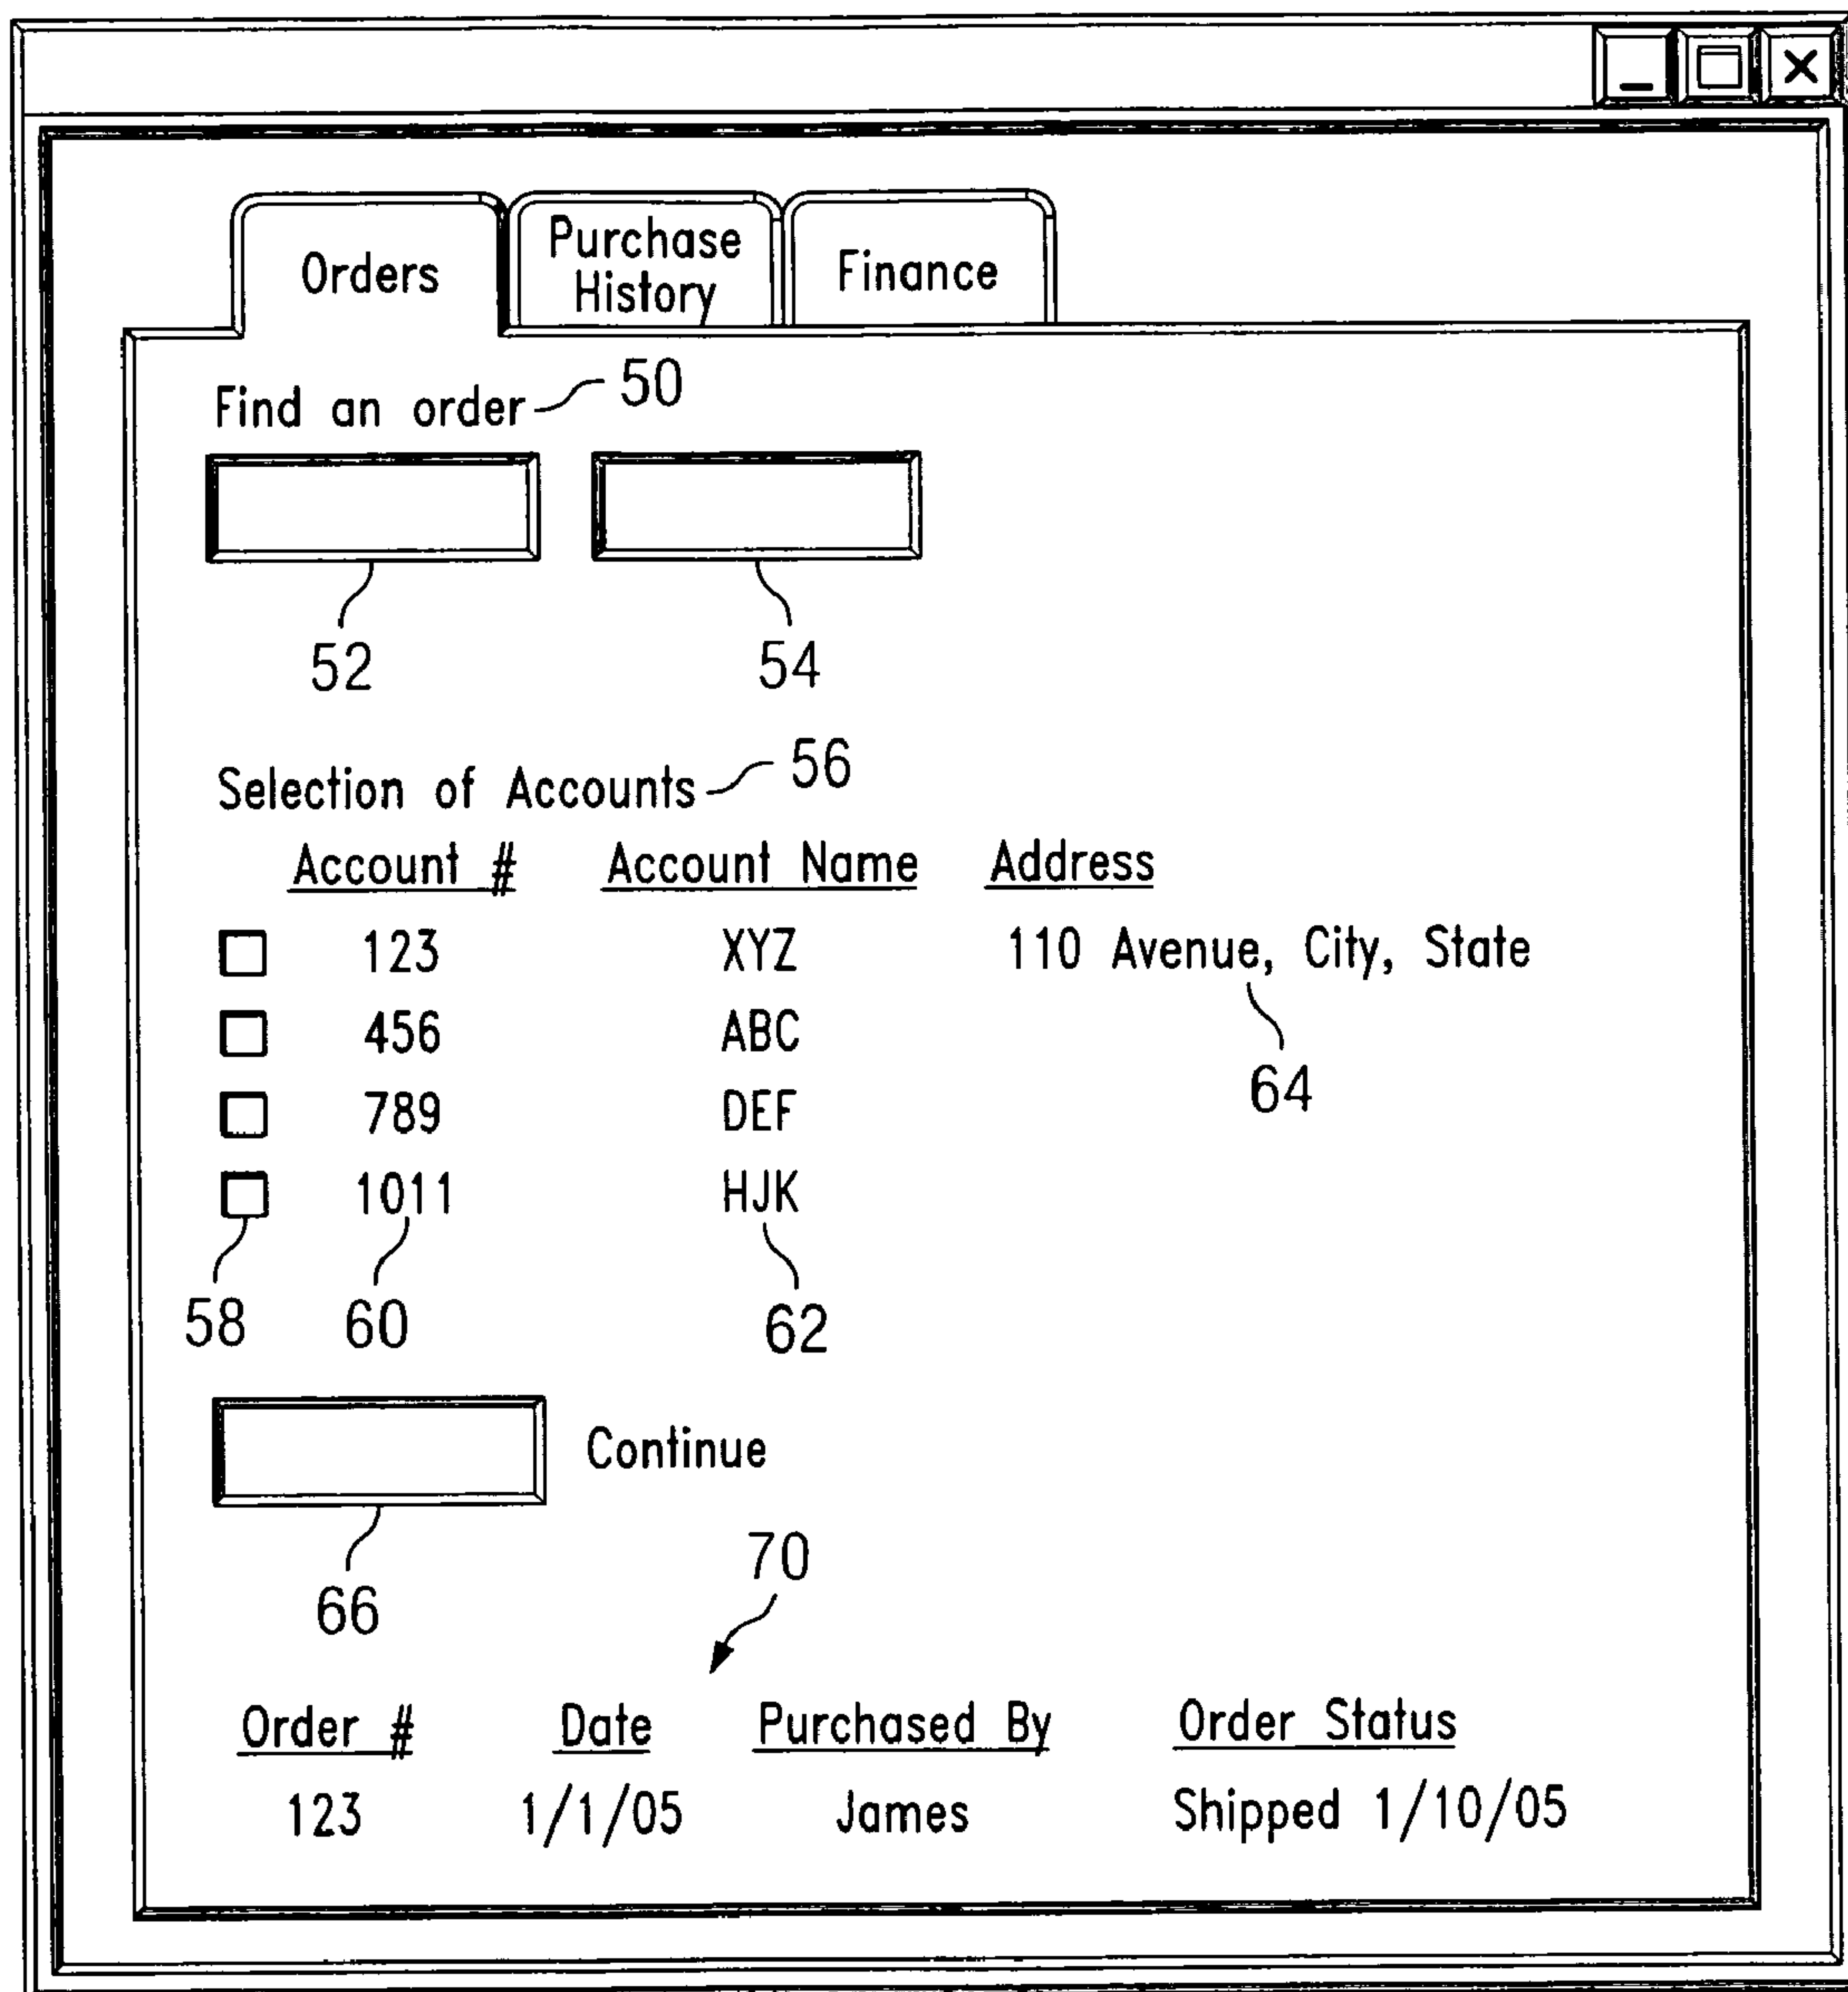 Orders
Purchase
History
Finance
Find an order 50
52 54
Selection of Accounts 56
Account # Account Name Address
123 XYZ 110 Avenue, City, State
456 ABC
64
789 DEF
1011 HJK
58 60 62
Continue
66
70
Order # Date Purchased By Order Status
123 1/1/05 James Shipped 1/10/05